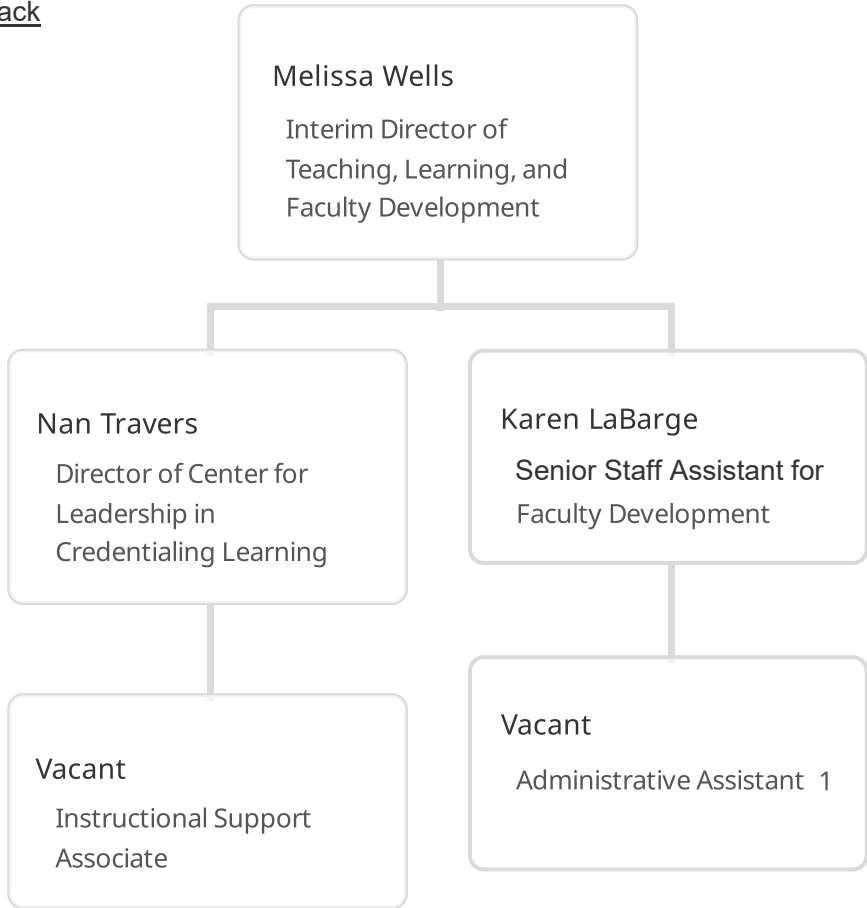 Melissa Wells
Interim Director of
Teaching, Learning, and
Faculty Development
Nan Travers
Director of Center for
Leadership in
Credentialing Learning
Karen LaBarge
Senior Staff Assistant for
Faculty Development
Vacant
Instructional Support
Associate
Vacant
Administrative Assistant 1